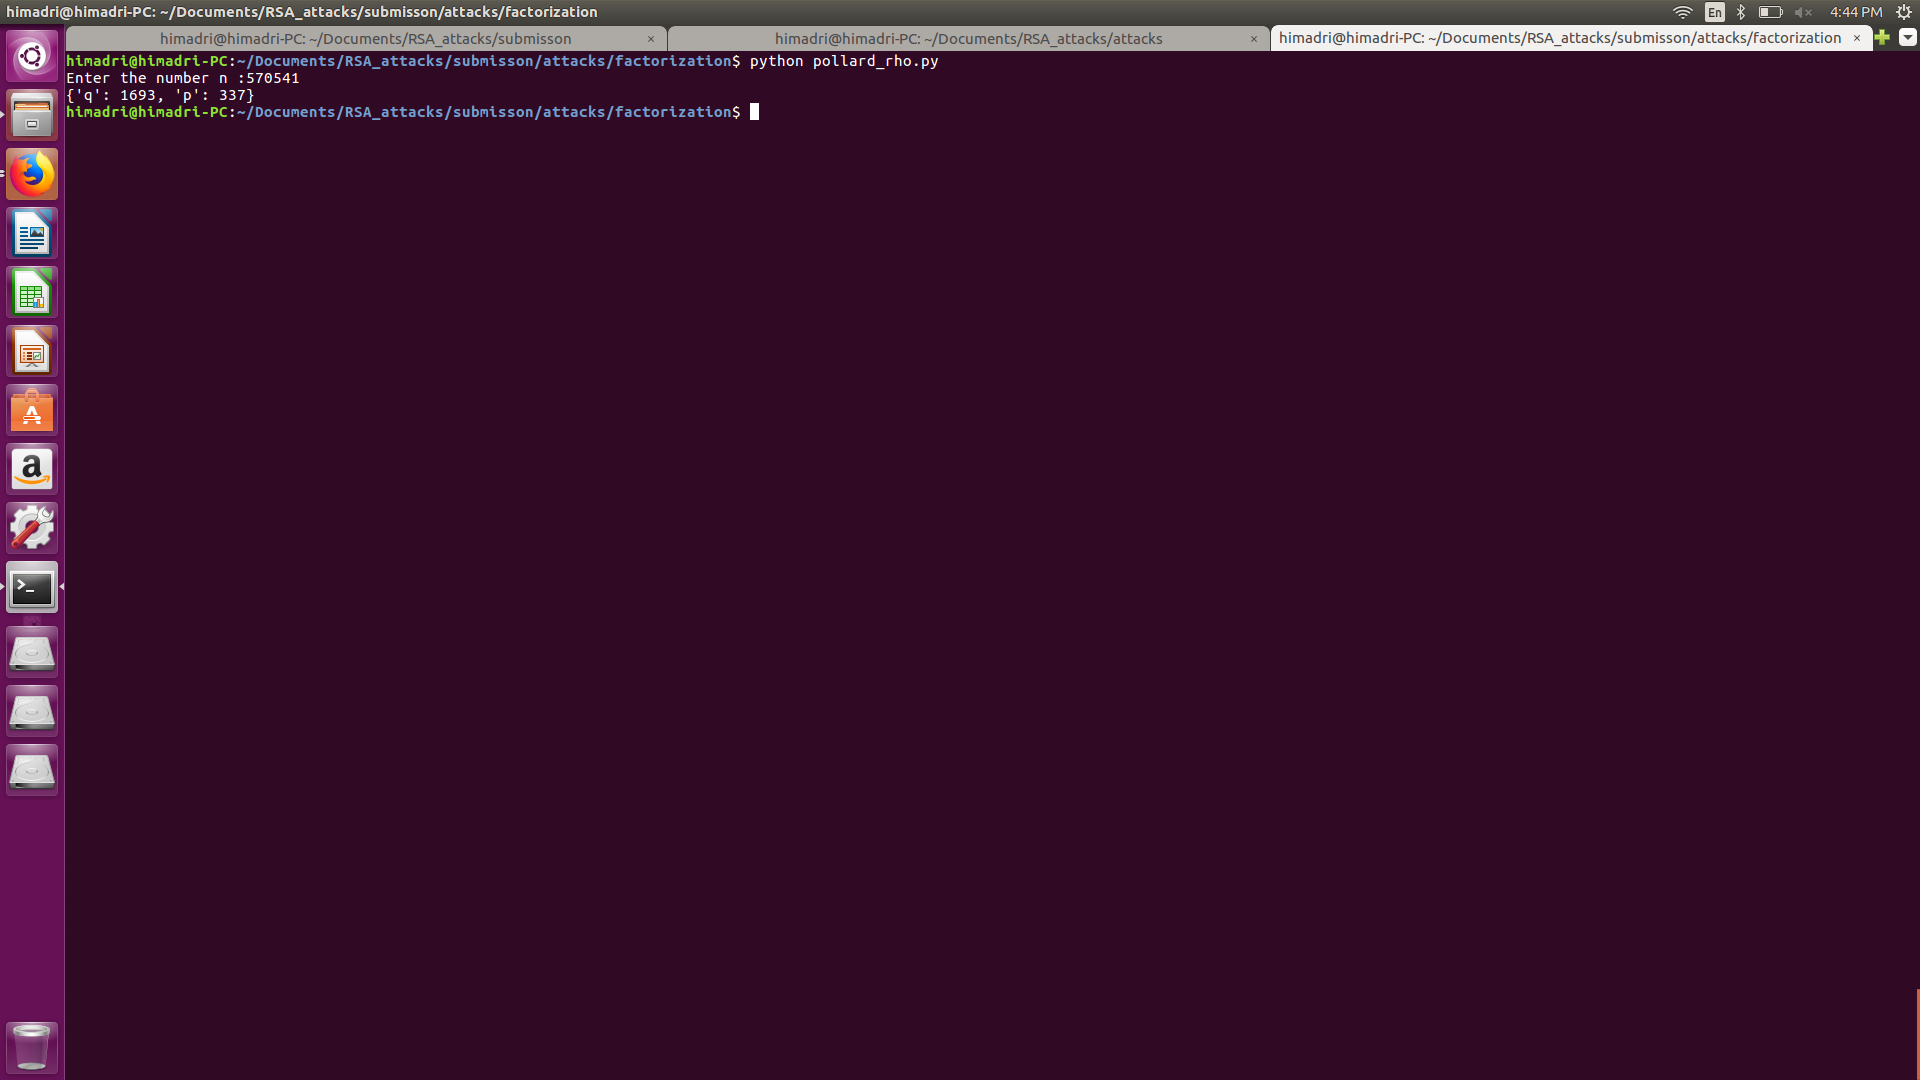 himadri@himadri-PC: ~/Documents/RSA_attacks/submisson/attacks/factorization
En
4:44 PM
himadri@himadri-PC: ~/Documents/RSA_attacks/submisson ×
himadri@himadri-PC: ~/Documents/RSA_attacks/attacks ×
himadri@himadri-PC: ~/Documents/RSA_attacks/submisson/attacks/factorization ×
himadri@himadri-PC:~/Documents/RSA_attacks/submisson/attacks/factorization$ python pollard_rho.py
Enter the number n :570541
{'q': 1693, 'p': 337}
himadri@himadri-PC:~/Documents/RSA_attacks/submisson/attacks/factorization$